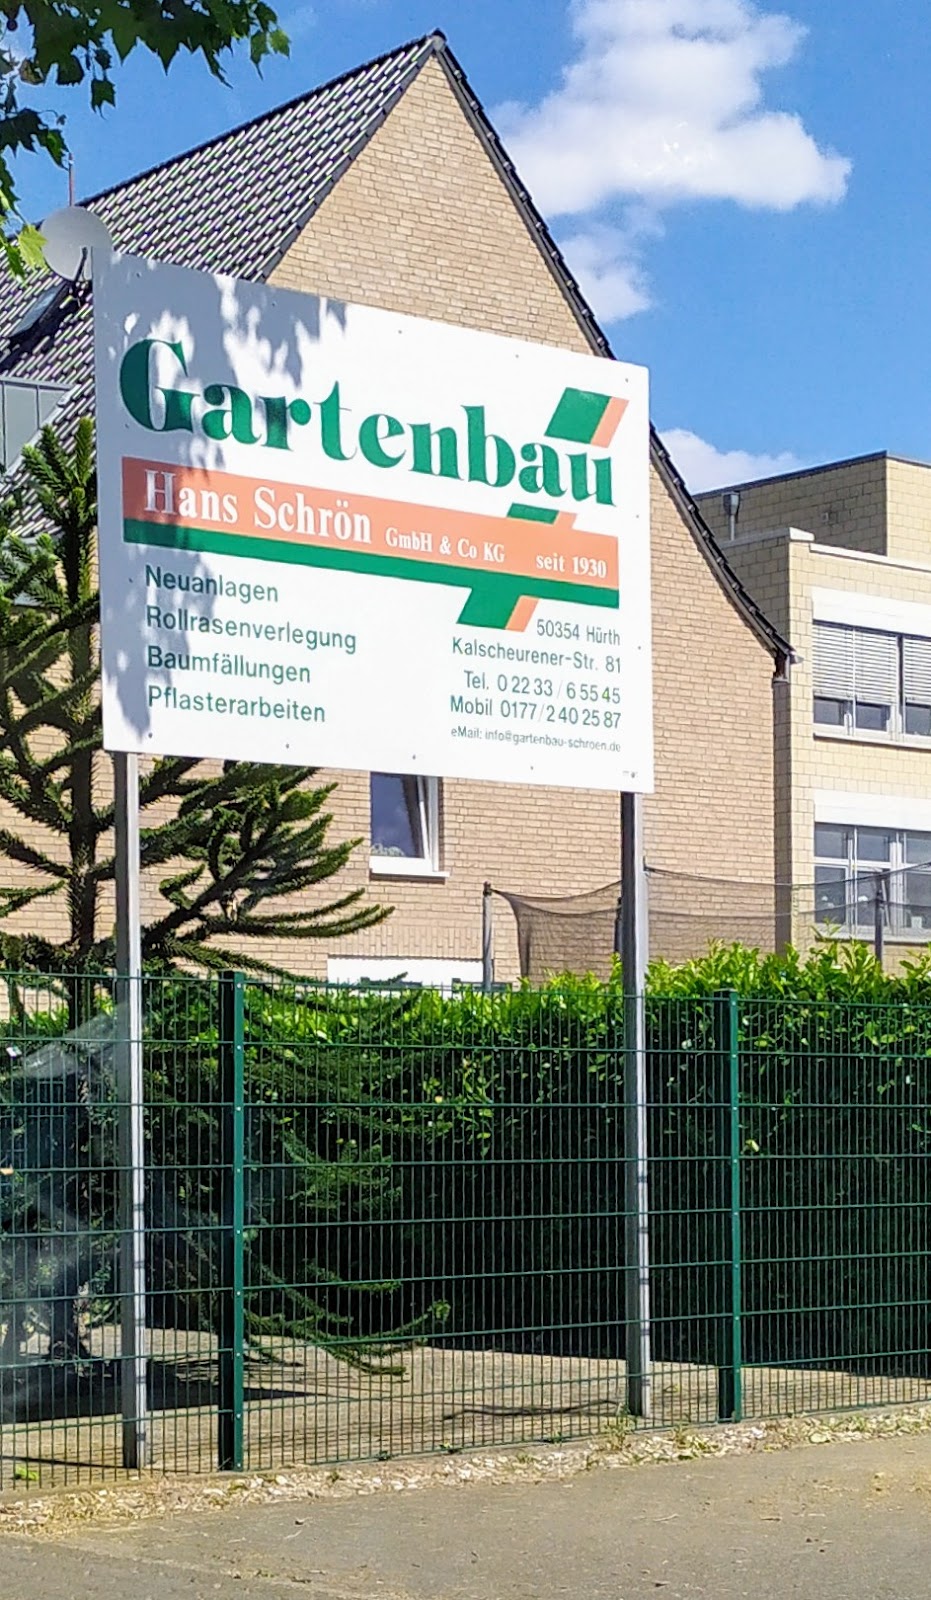 Gartenbau
Hans Schrön GmbH & Co KG seit 1930
Neuanlagen
Rollrasenverlegung
Baumfällungen
Pflasterarbeiten
50354 Hürth
Kalscheurener-Str. 81
Tel. 0 22 33 / 6 55 45
Mobil 0177 / 2 40 25 87
eMail: info@gartenbau-schroen.de